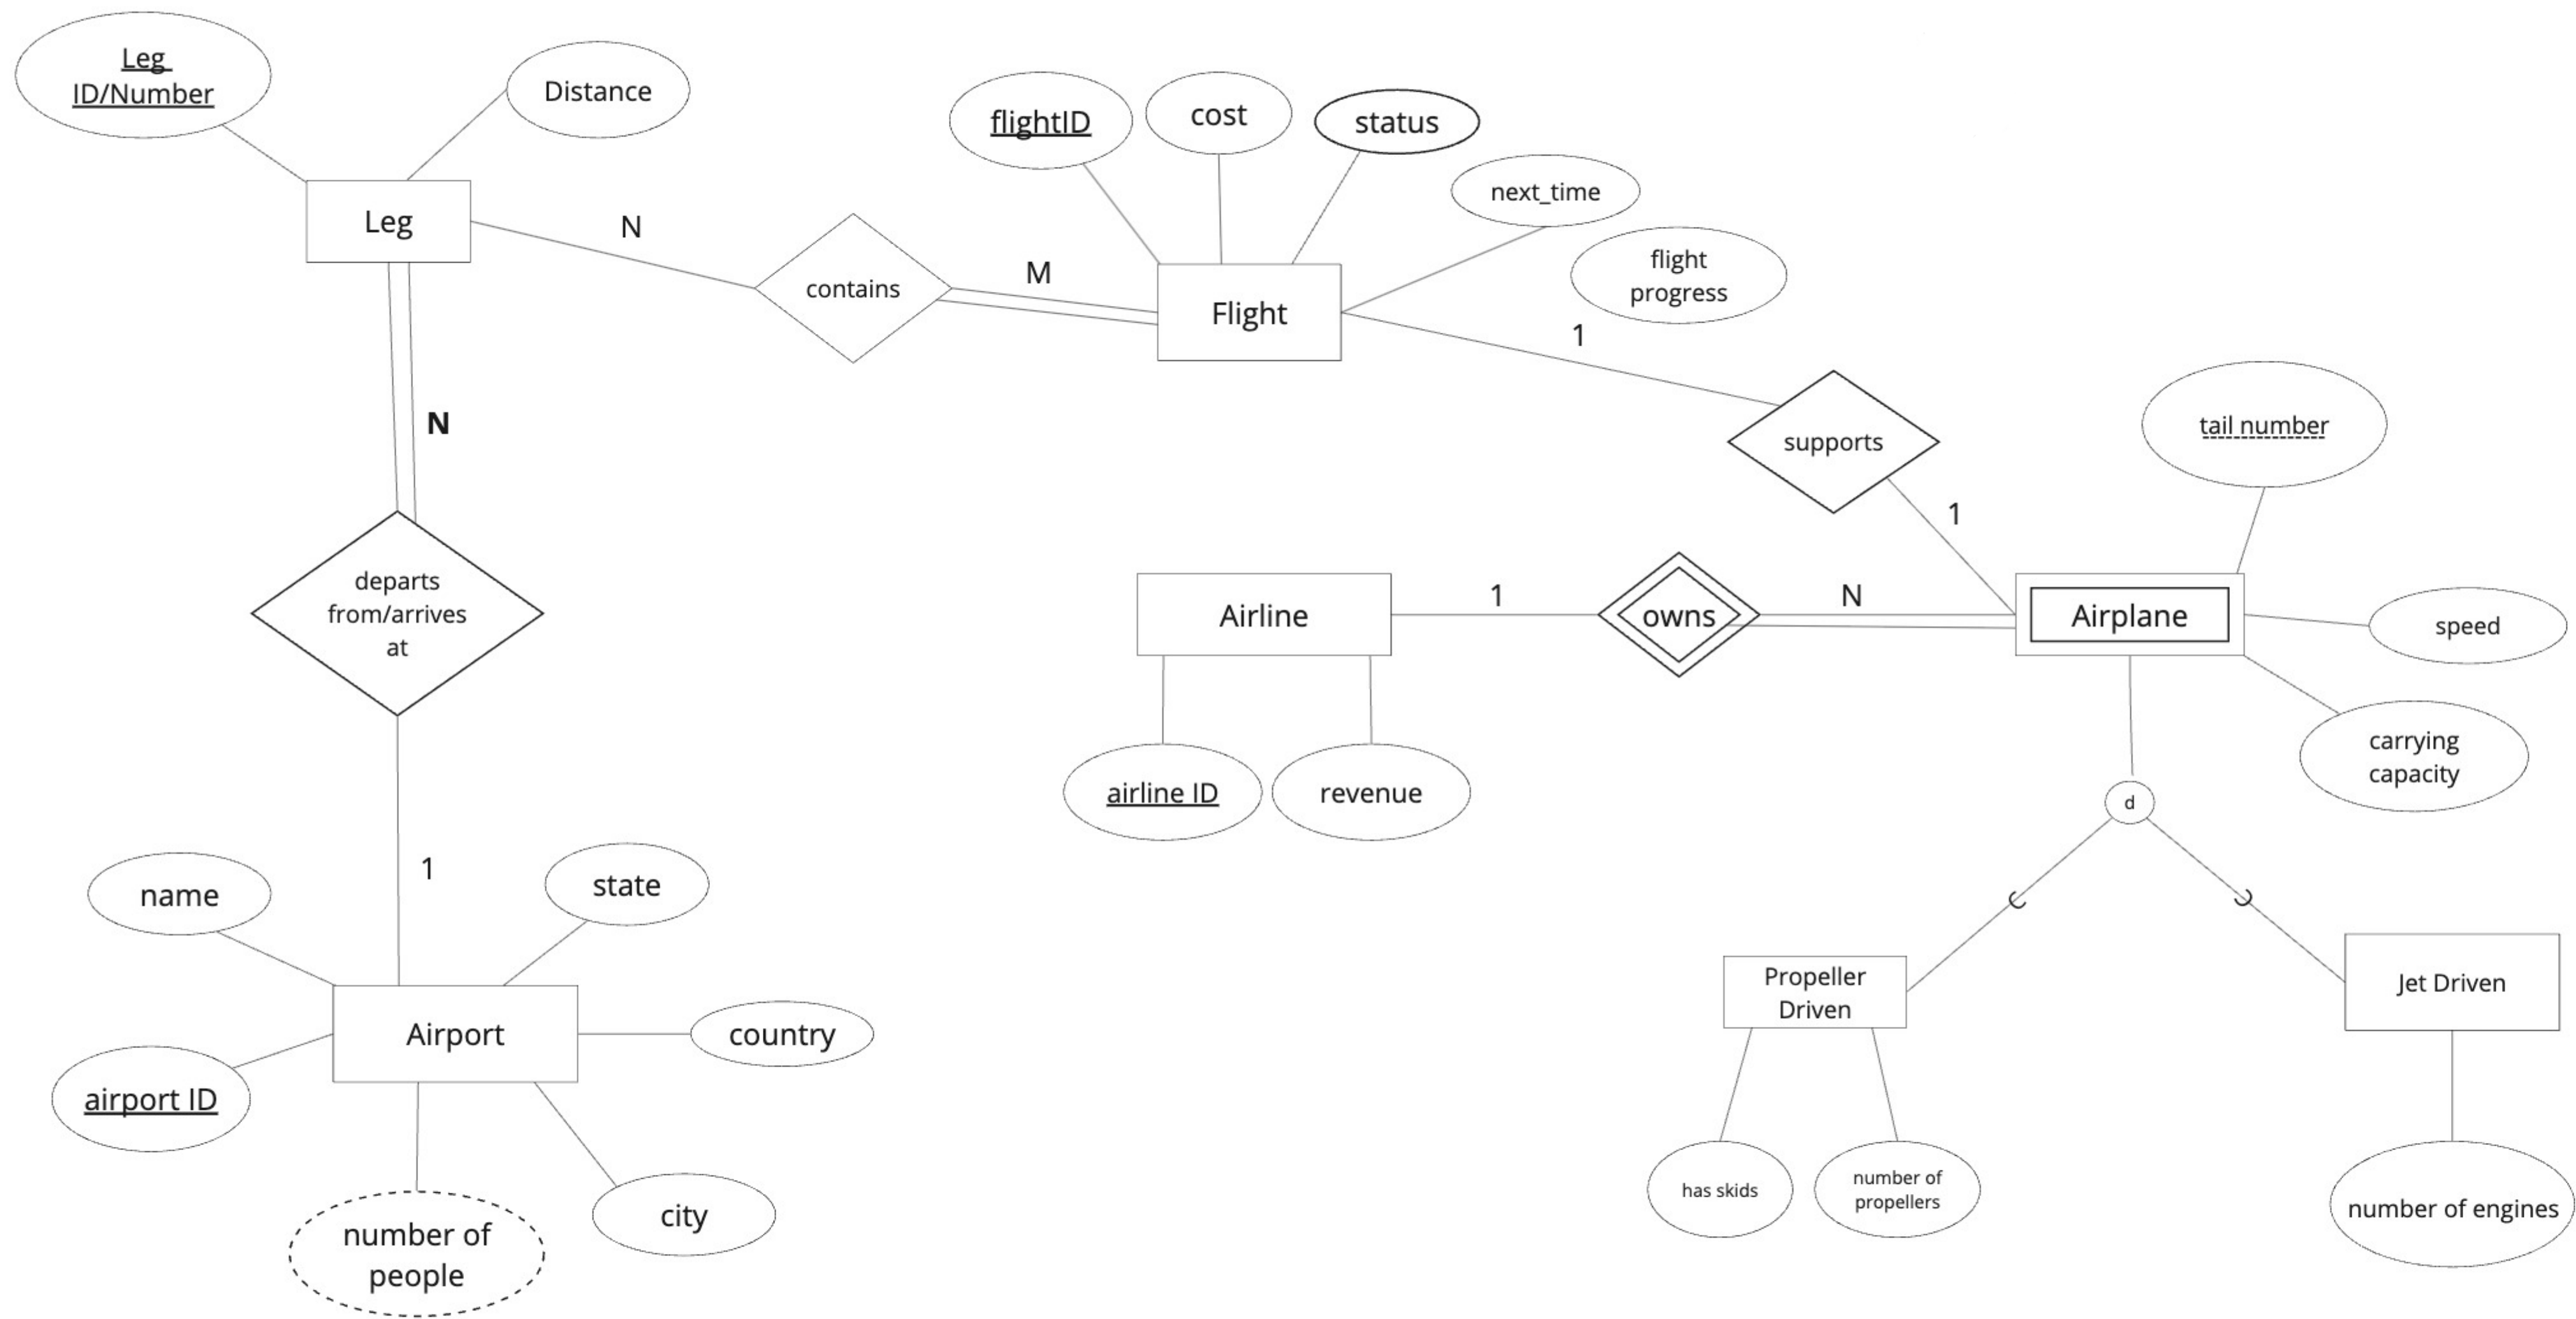 Leg
ID/Number
Distance
flightID
cost
status
next_time
flight
progress
Leg
N
contains
M
Flight
1
supports
1
tail number
N
departs
from/arrives
at
Airline
1
owns
N
Airplane
speed
carrying
capacity
airline ID
revenue
d
1
name
state
Airport
country
airport ID
number of
people
city
Propeller
Driven
Jet Driven
has skids
number of
propellers
number of engines